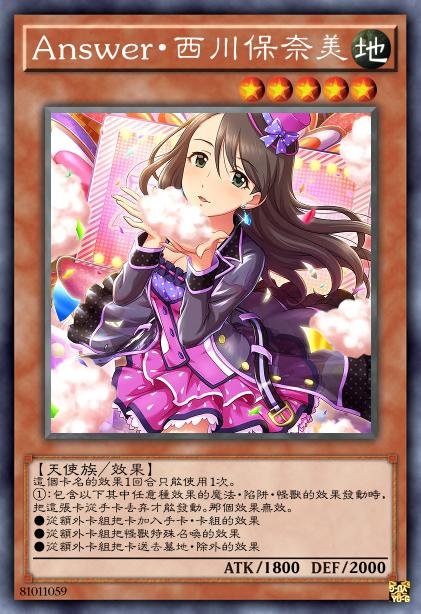 Answer・西川保奈美
地
【天使族／效果】
這個卡名的效果1回合只能使用1次。
①：包含以下其中任意種效果的魔法・陷阱・怪獸的效果發動時，
把這張卡從手卡丟弃才能發動。那個效果無效。
●從額外卡組把卡加入手卡・卡組的效果
●從額外卡組把怪獸特殊召喚的效果
●從額外卡組把卡送去墓地・除外的效果
ATK/1800 DEF/2000
81011059